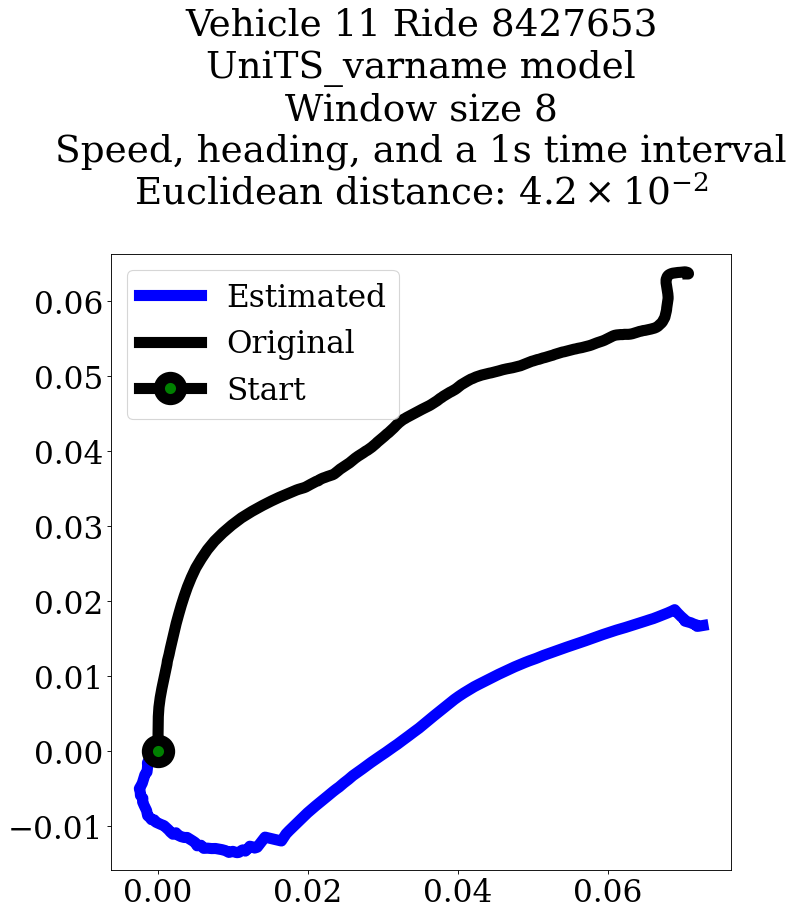 Vehicle 11 Ride 8427653
UniTS_varname model
Window size 8
Speed, heading, and a 1s time interval
Euclidean distance: 4.2 × 10⁻²
Estimated
Original
Start
0.06
0.05
0.04
0.03
0.02
0.01
0.00
−0.01
0.00 0.02 0.04 0.06